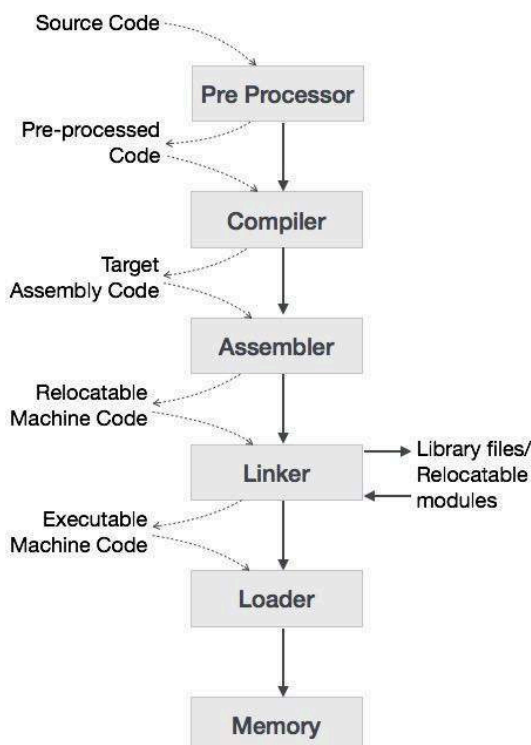 Source Code
Pre Processor
Pre-processed
Code
Compiler
Target
Assembly Code
Assembler
Relocatable
Machine Code
Linker
Library files/
Relocatable
modules
Executable
Machine Code
Loader
Memory